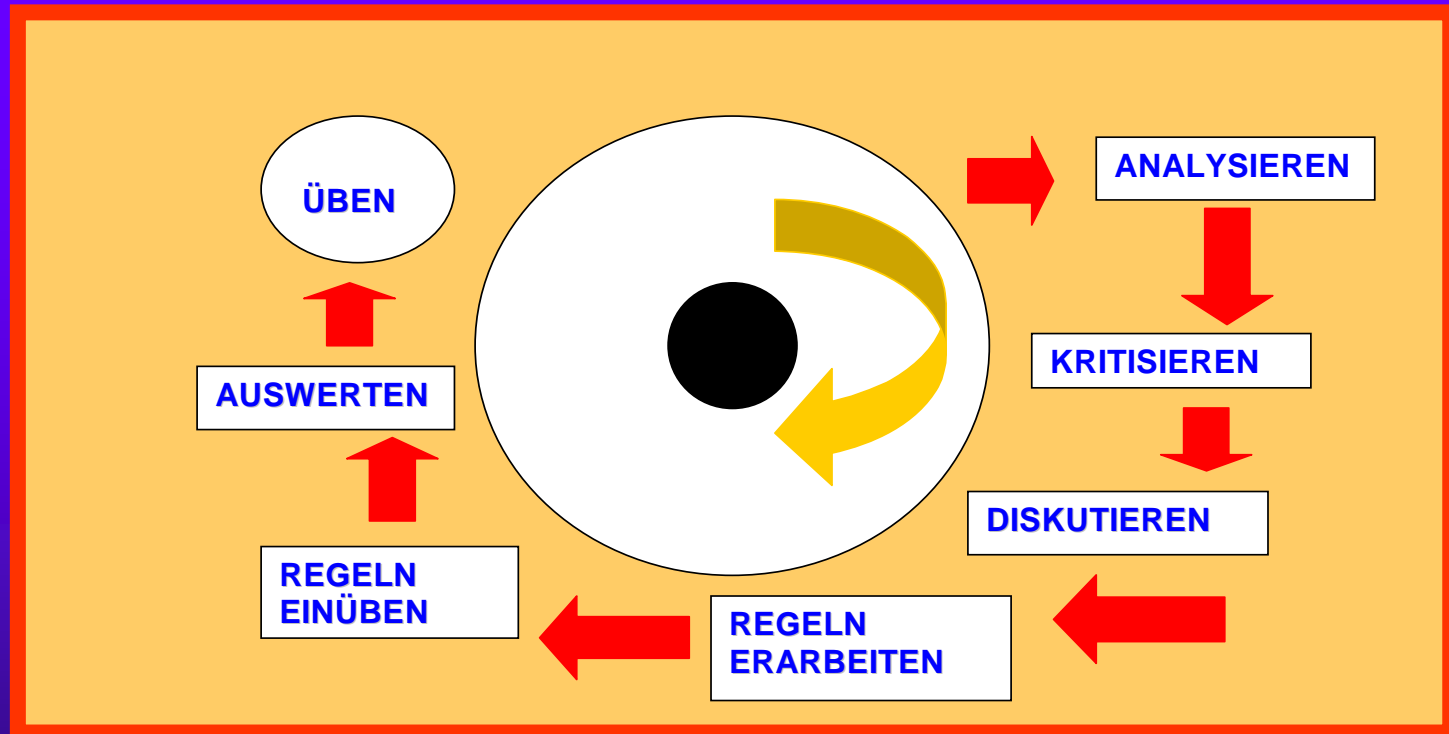 ÜBEN
ANALYSIEREN
KRITISIEREN
DISKUTIEREN
REGELN
ERARBEITEN
REGELN
EINÜBEN
AUSWERTEN